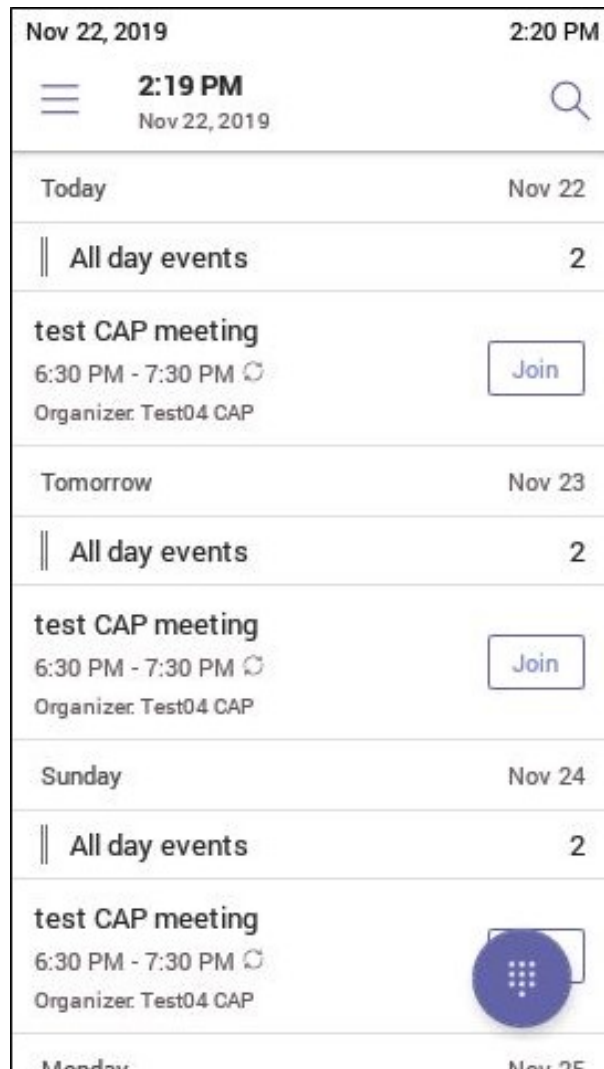 Nov 22, 2019 2:20 PM
2:19 PM
Nov 22, 2019
Today Nov 22
All day events 2
test CAP meeting
6:30 PM - 7:30 PM
Join
Organizer: Test04 CAP
Tomorrow Nov 23
All day events 2
test CAP meeting
6:30 PM - 7:30 PM
Join
Organizer: Test04 CAP
Sunday Nov 24
All day events 2
test CAP meeting
6:30 PM - 7:30 PM
Organizer: Test04 CAP
Monday Nov 25